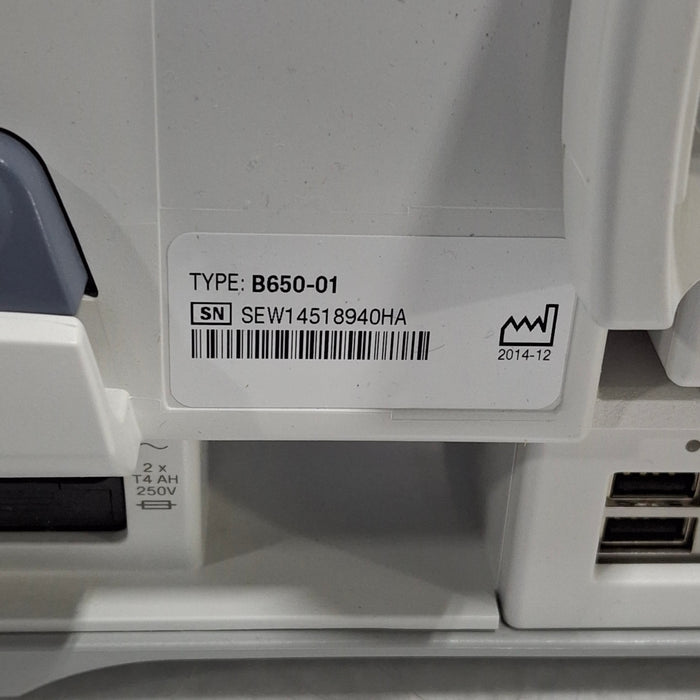 TYPE: B650-01
SN SEW14518940HA
2014-12
2 x
T4 AH
250V